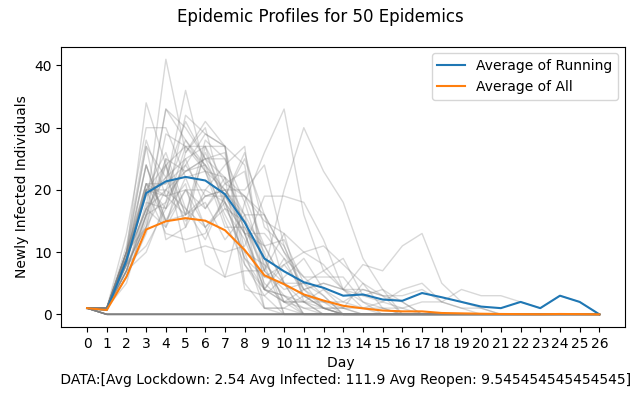 Epidemic Profiles for 50 Epidemics
Average of Running
Average of All
Newly Infected Individuals
40
30
20
10
0
0 1 2 3 4 5 6 7 8 9 10 11 12 13 14 15 16 17 18 19 20 21 22 23 24 25 26
Day
DATA:[Avg Lockdown: 2.54 Avg Infected: 111.9 Avg Reopen: 9.545454545454545]